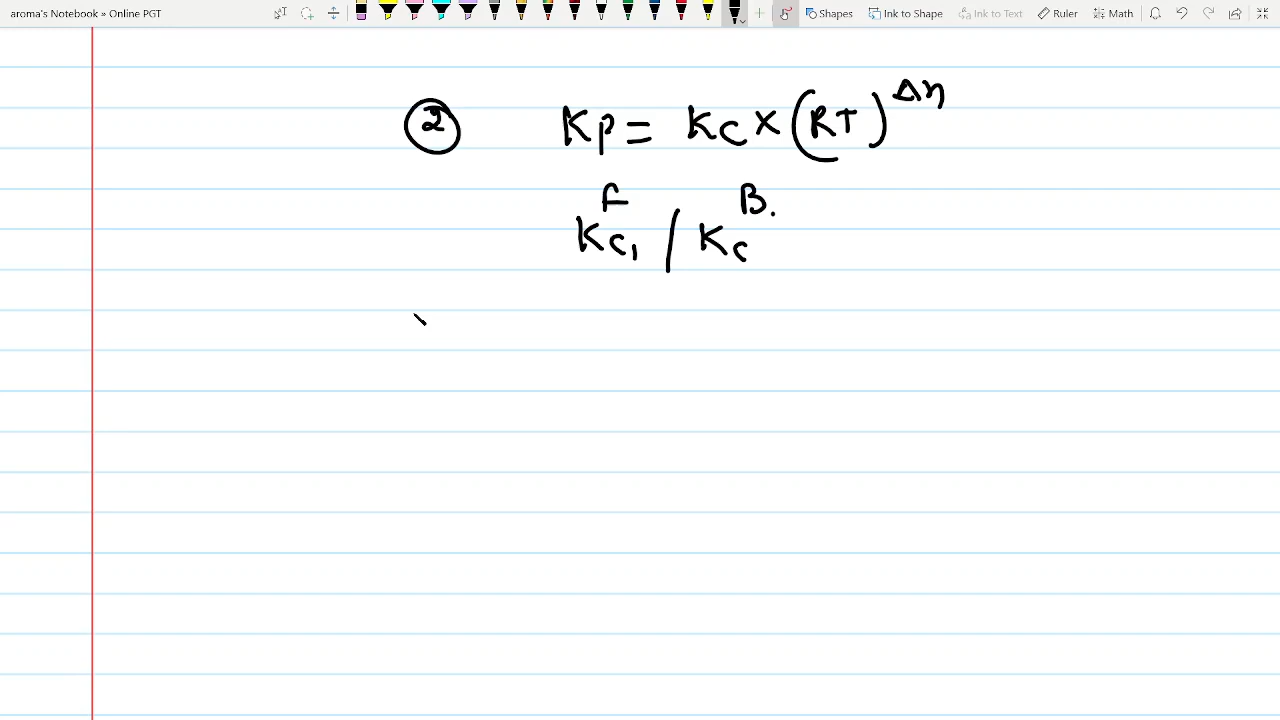 aroma's Notebook » Online PGT
Shapes Ink to Shape Ink to Text Ruler Math
② Kp = Kc × (RT)^Δn
F B.
Kc₁ / Kc